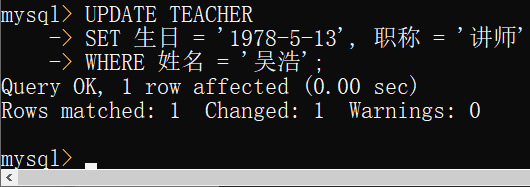 mysql> UPDATE TEACHER
    -> SET 生日 = '1978-5-13', 职称 = '讲师'
    -> WHERE 姓名 = '吴浩';
Query OK, 1 row affected (0.00 sec)
Rows matched: 1  Changed: 1  Warnings: 0
mysql>